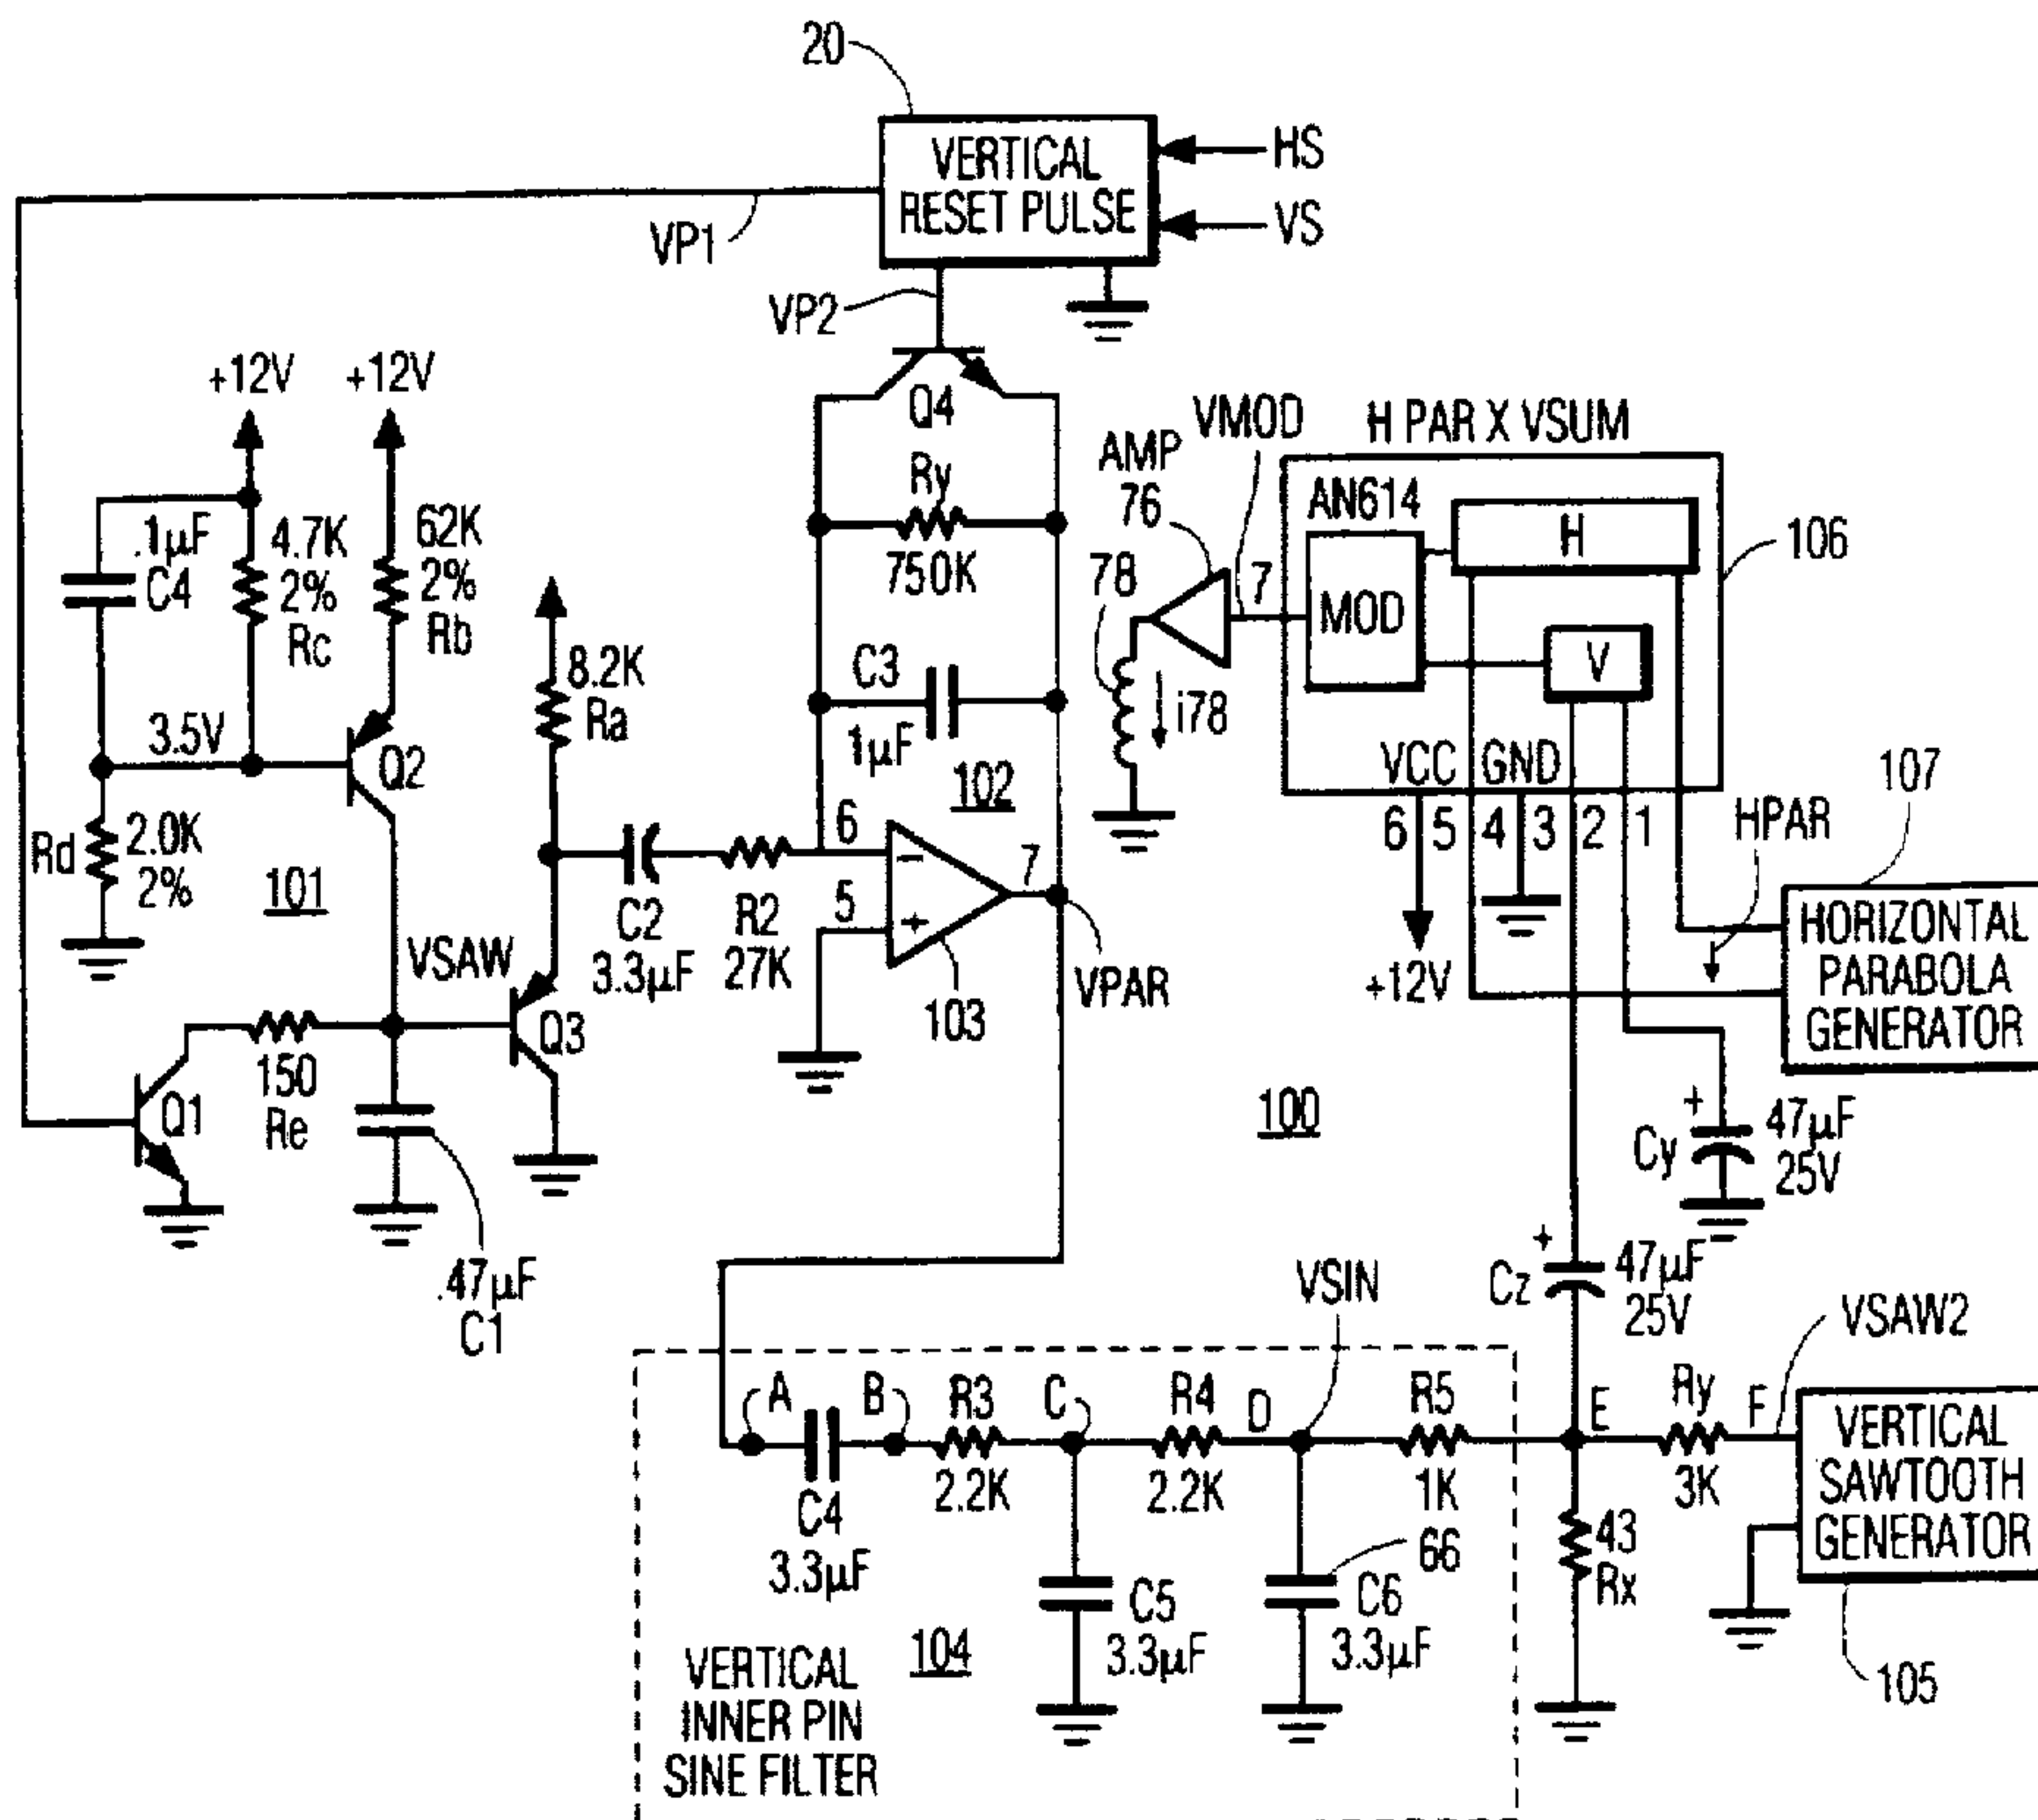 20
VERTICAL
RESET PULSE
HS
VS
VP1
VP2
+12V
+12V
Q4
Ry
750K
.1µF
C4
4.7K
2%
Rc
62K
2%
Rb
8.2K
Ra
3.5V
Q2
C3
1µF
102
AMP
76
78
VMOD
7
i78
H PAR X VSUM
AN614
MOD
H
V
106
VCC
GND
6
5
4
3
2
1
+12V
HPAR
107
HORIZONTAL
PARABOLA
GENERATOR
Rd
2.0K
2%
101
VSAW
Q3
C2
3.3µF
R2
27K
6
5
7
103
VPAR
Q1
150
Re
.47µF
C1
100
Cy
+
47µF
25V
+
Cz
47µF
25V
VSIN
VSAW2
A
B
R3
2.2K
C
R4
2.2K
D
R5
1K
E
Ry
3K
F
VERTICAL
SAWTOOTH
GENERATOR
105
C4
3.3µF
C5
3.3µF
66
C6
3.3µF
43
Rx
104
VERTICAL
INNER PIN
SINE FILTER